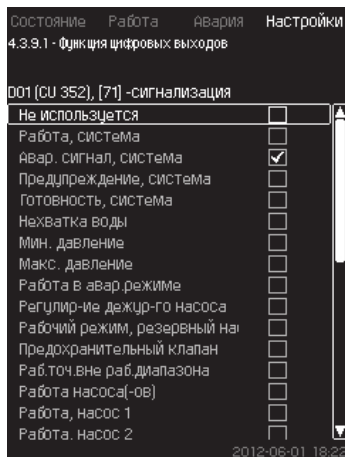 Состояние Работа Авария Настройки
4.3.9.1 - Функция цифровых выходов
DO1 (CU 352), [71] -сигнализация
Не используется
Работа, система
Авар. сигнал, система
Предупреждение, система
Готовность, система
Нехватка воды
Мин. давление
Макс. давление
Работа в авар.режиме
Регулир-ие дежур-го насоса
Рабочий режим, резервный на
Предохранительный клапан
Раб.точ.вне раб.диапазона
Работа насоса(-ов)
Работа, насос 1
Работа. насос 2
2012-06-01 18:22